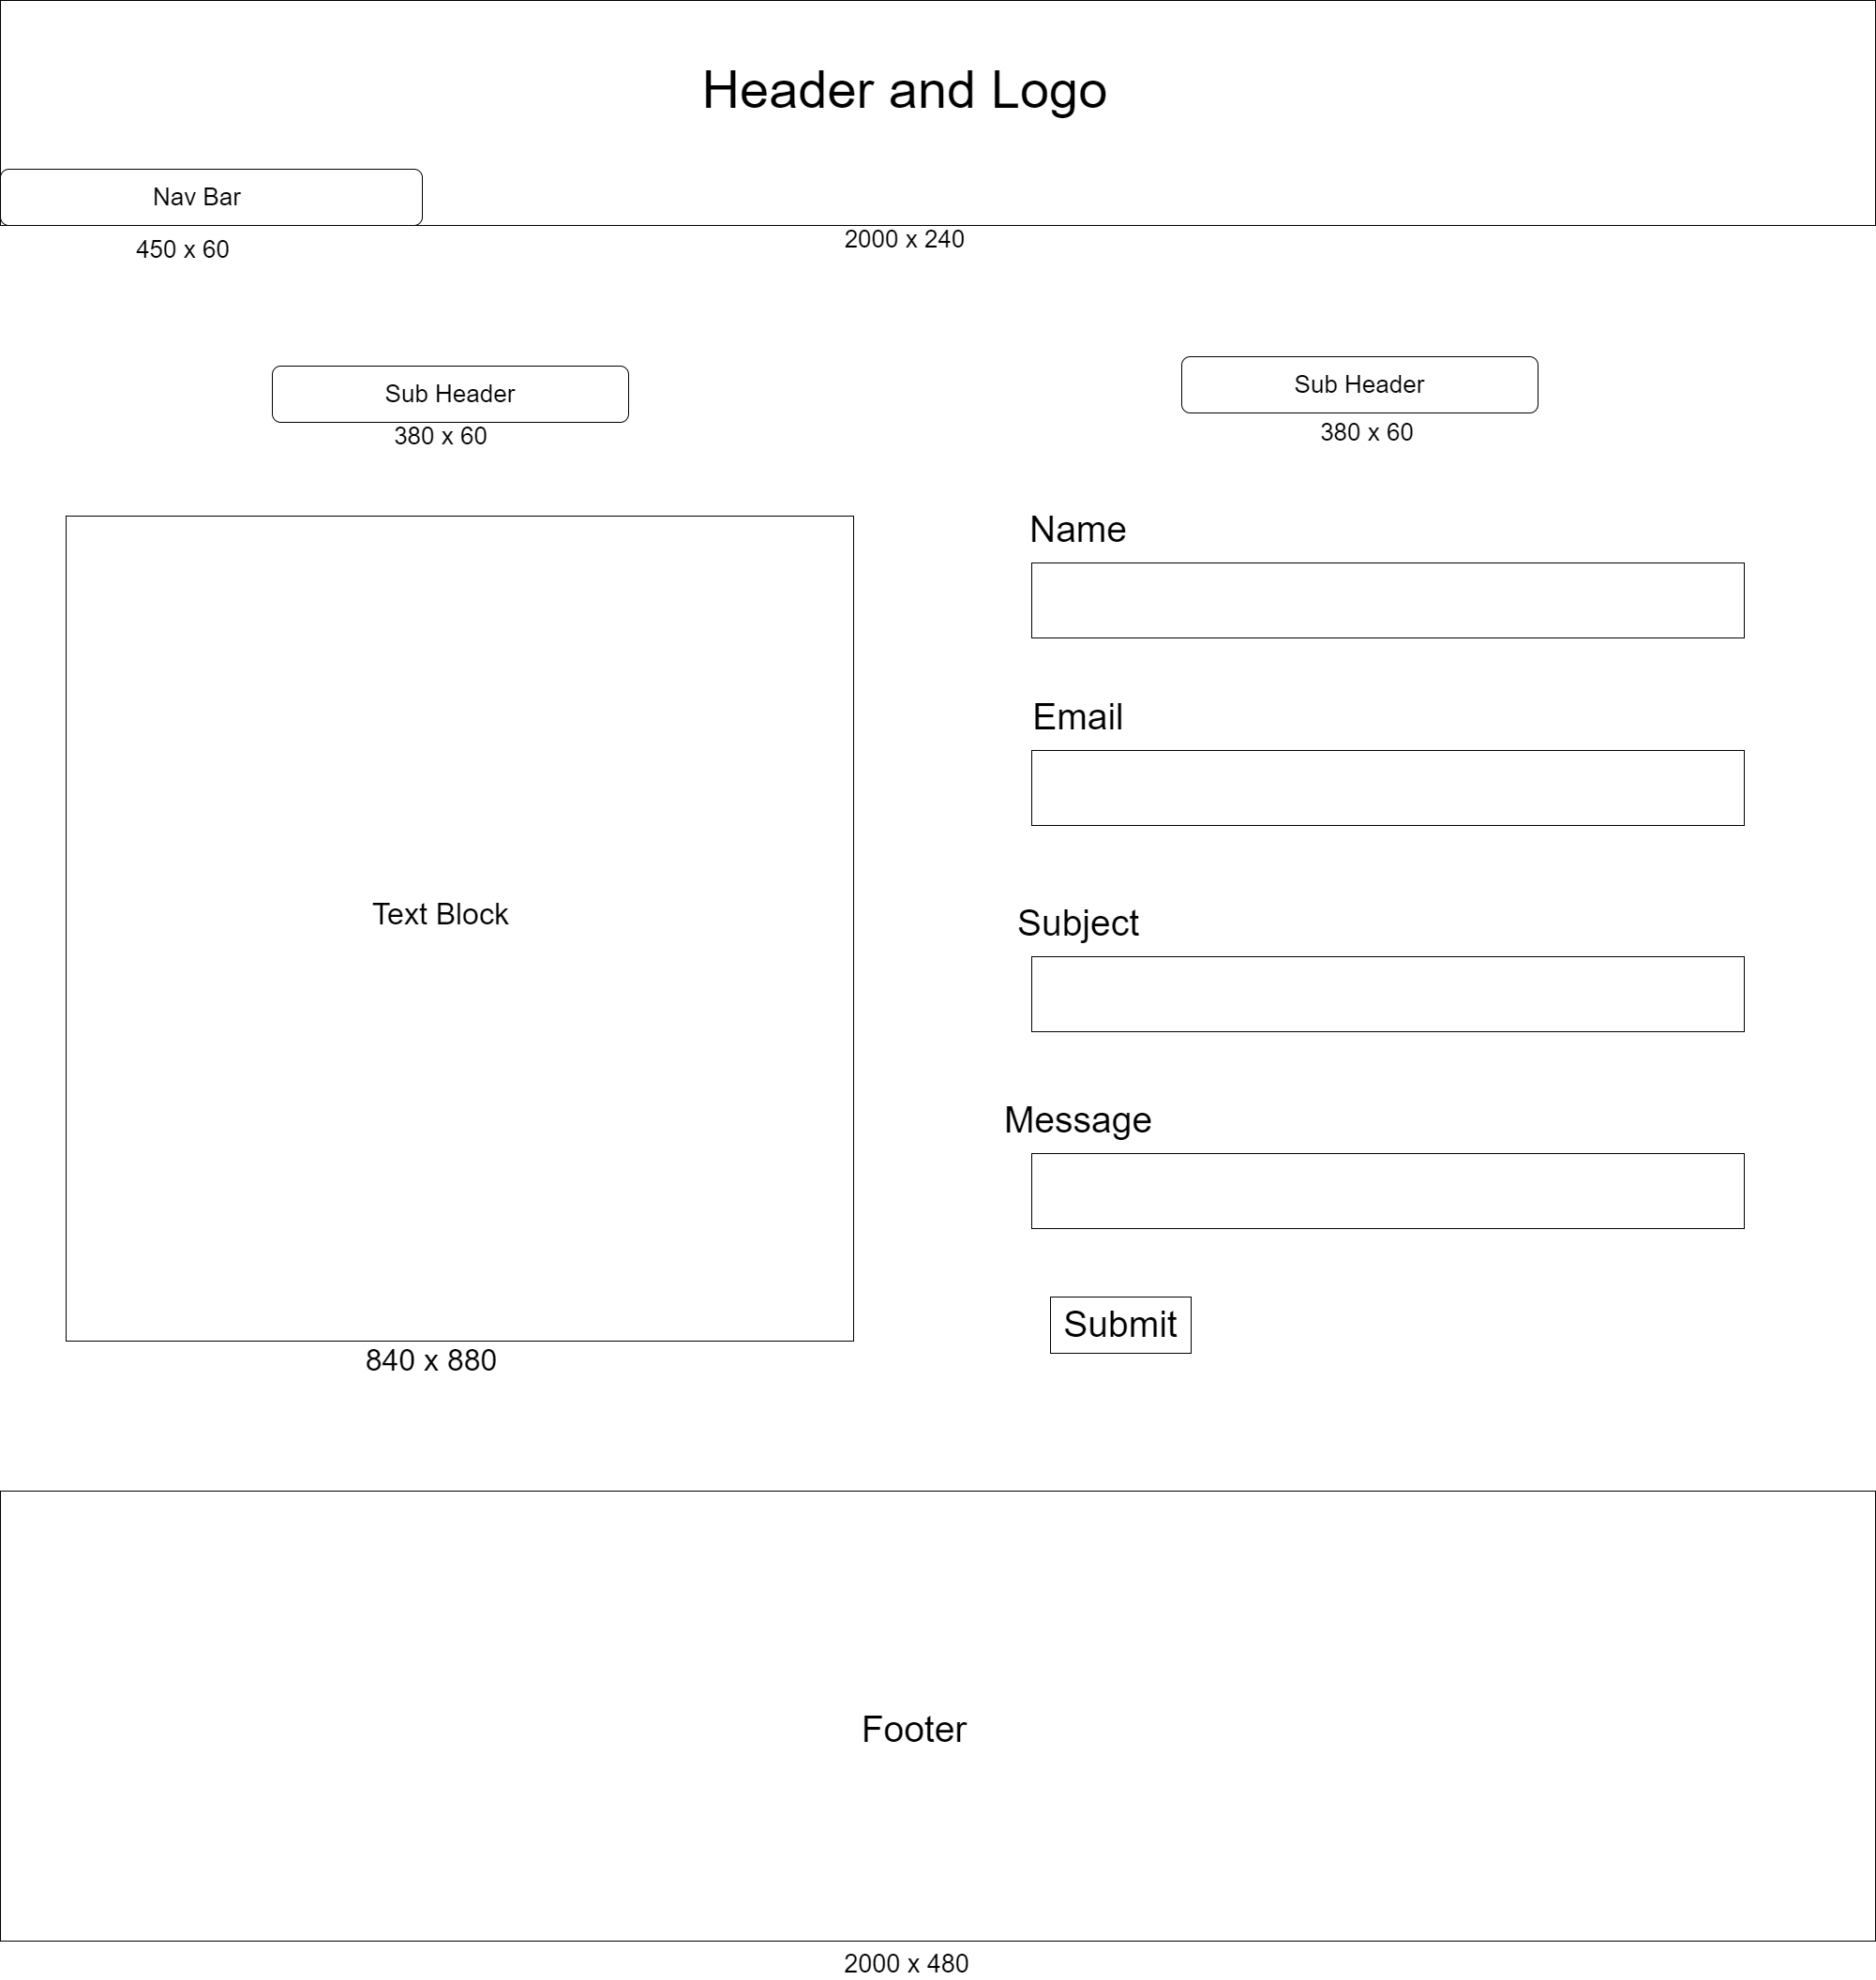 Header and Logo
Nav Bar
2000 x 240
450 x 60
Sub Header
380 x 60
Sub Header
380 x 60
Text Block
840 x 880
Name
Email
Subject
Message
Submit
Footer
2000 x 480